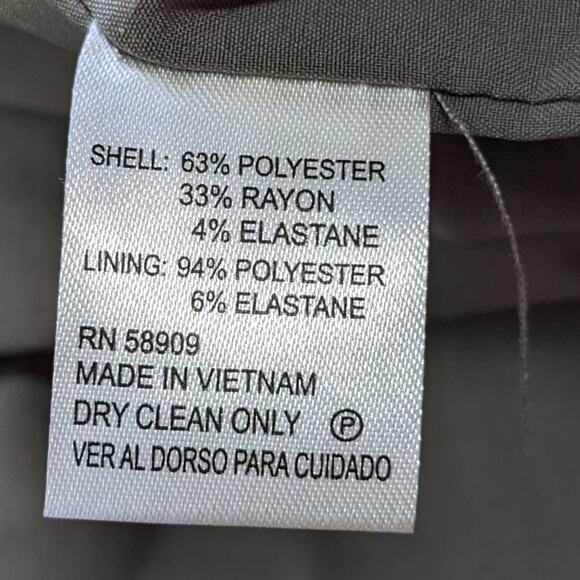 SHELL: 63% POLYESTER
33% RAYON
4% ELASTANE
LINING: 94% POLYESTER
6% ELASTANE
RN 58909
MADE IN VIETNAM
DRY CLEAN ONLY Ⓟ
VER AL DORSO PARA CUIDADO